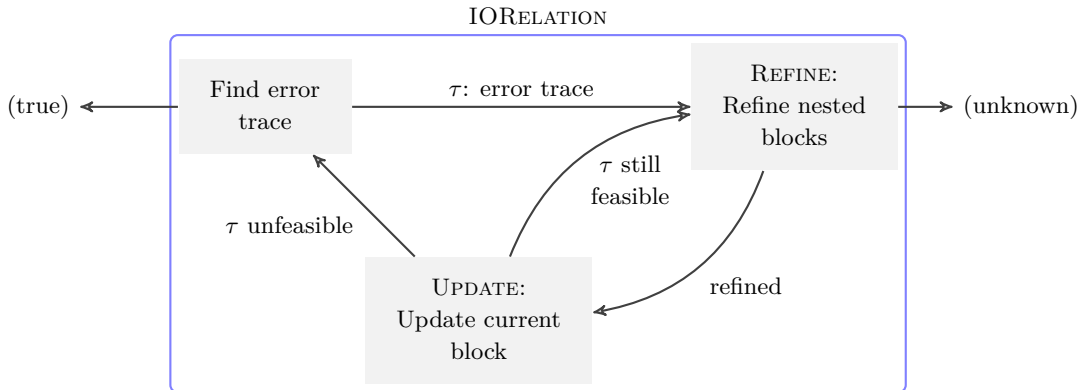 IORELATION
Find error
trace
(true)
τ: error trace
REFINE:
Refine nested
blocks
(unknown)
τ still
feasible
τ unfeasible
refined
UPDATE:
Update current
block